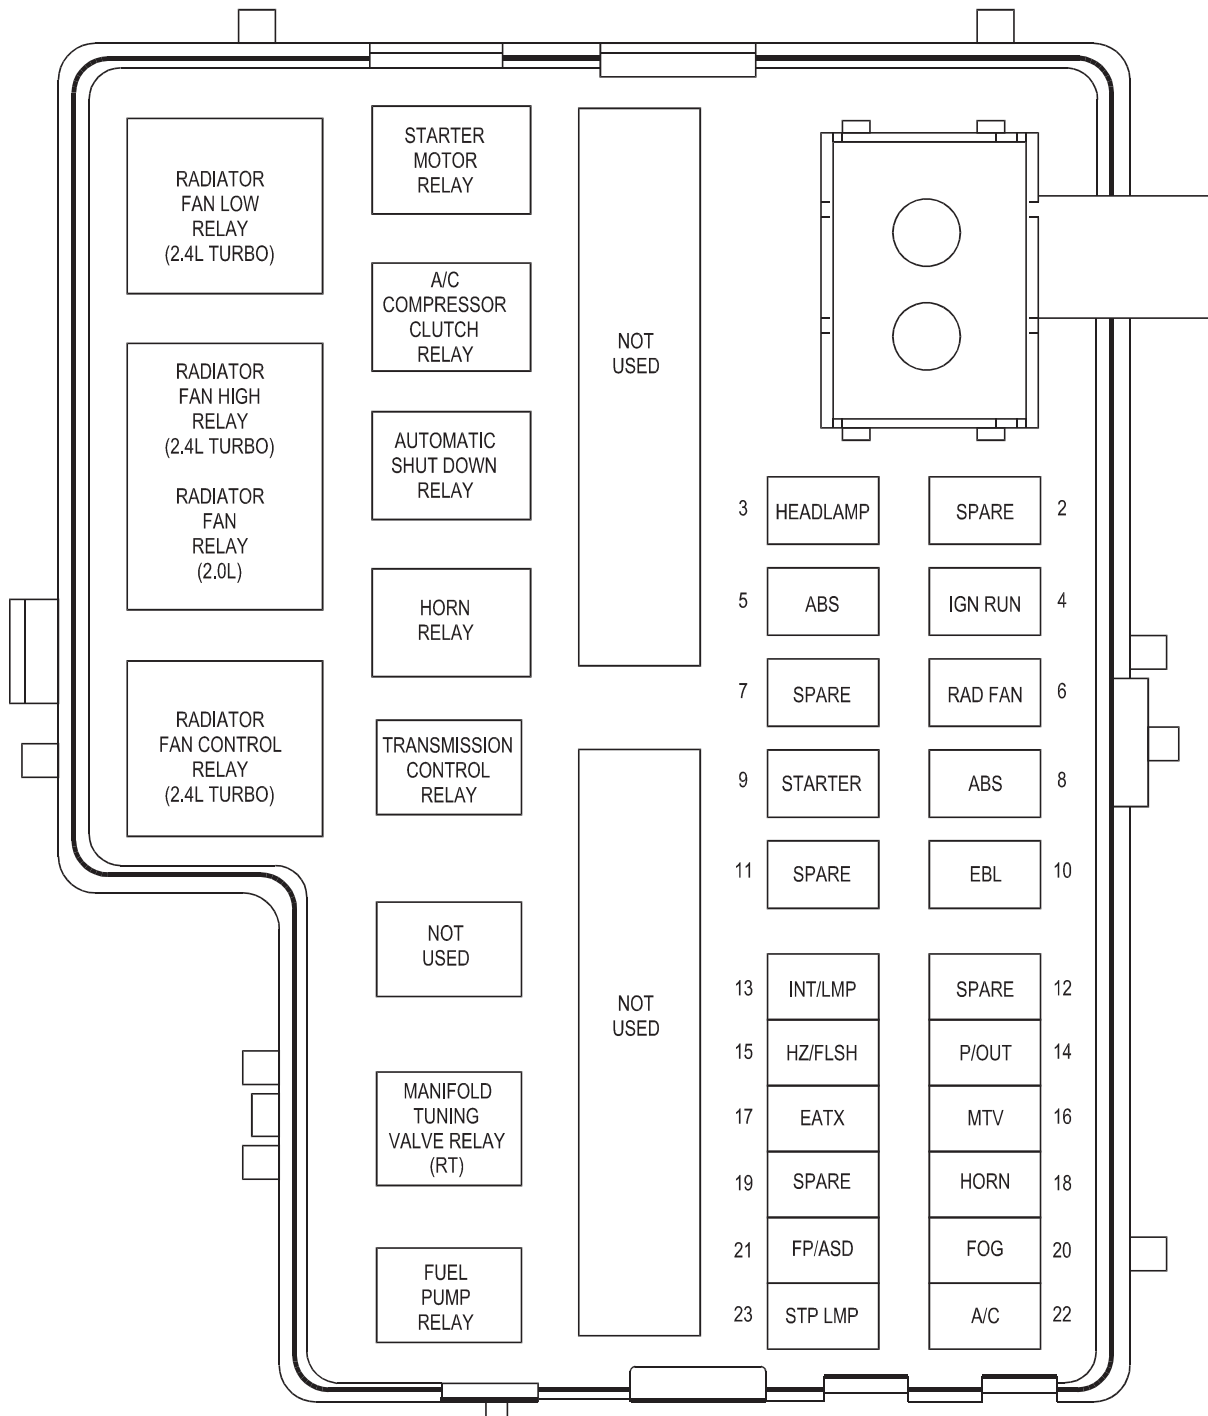 RADIATOR
FAN LOW
RELAY
(2.4L TURBO)
RADIATOR
FAN HIGH
RELAY
(2.4L TURBO)
RADIATOR
FAN
RELAY
(2.0L)
RADIATOR
FAN CONTROL
RELAY
(2.4L TURBO)
STARTER
MOTOR
RELAY
A/C
COMPRESSOR
CLUTCH
RELAY
AUTOMATIC
SHUT DOWN
RELAY
HORN
RELAY
TRANSMISSION
CONTROL
RELAY
NOT
USED
MANIFOLD
TUNING
VALVE RELAY
(RT)
FUEL
PUMP
RELAY
NOT
USED
NOT
USED
3 HEADLAMP SPARE 2
5 ABS IGN RUN 4
7 SPARE RAD FAN 6
9 STARTER ABS 8
11 SPARE EBL 10
13 INT/LMP SPARE 12
15 HZ/FLSH P/OUT 14
17 EATX MTV 16
19 SPARE HORN 18
21 FP/ASD FOG 20
23 STP LMP A/C 22